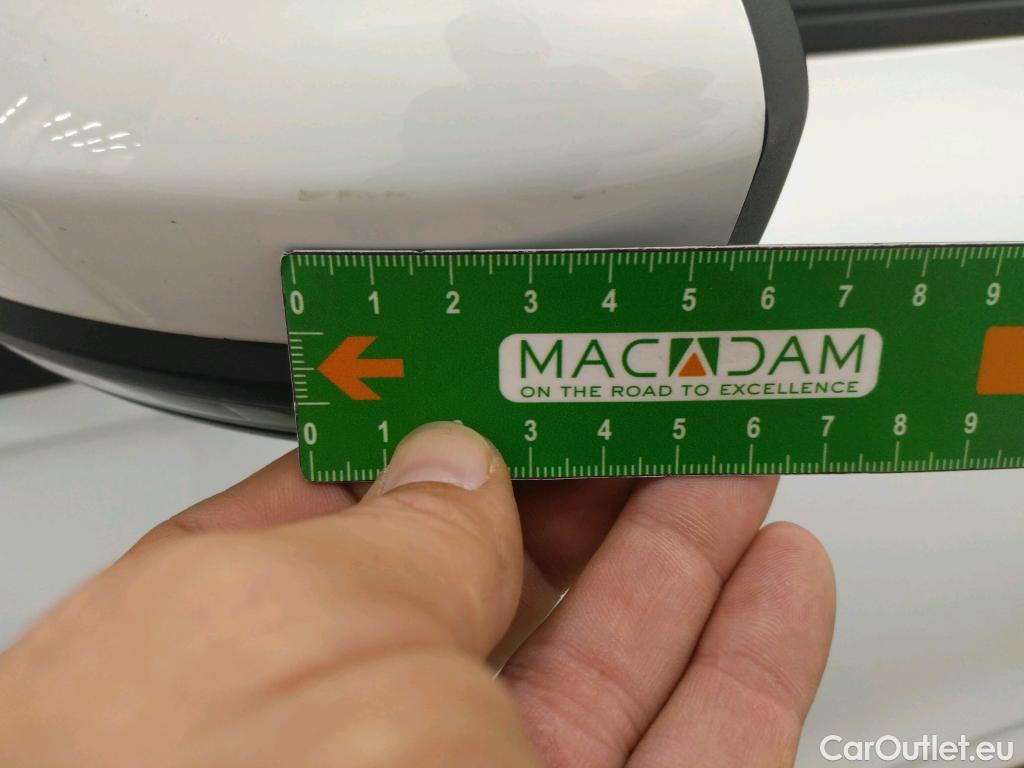 0 1 2 3 4 5 6 7 8 9
MACADAM
ON THE ROAD TO EXCELLENCE
0 1 3 4 5 6 7 8 9
CarOutlet.eu